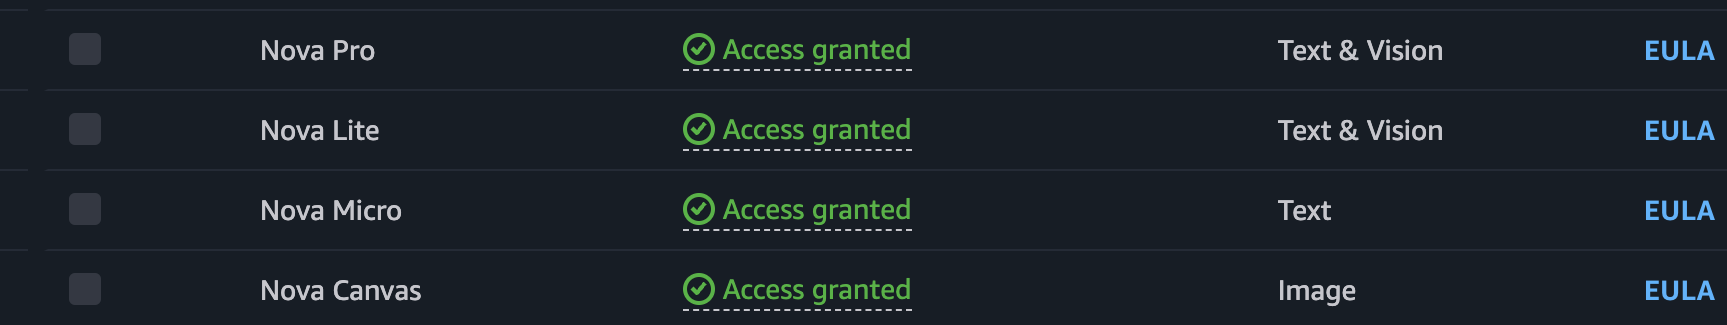 Nova Pro Access granted Text & Vision EULA
Nova Lite Access granted Text & Vision EULA
Nova Micro Access granted Text EULA
Nova Canvas Access granted Image EULA